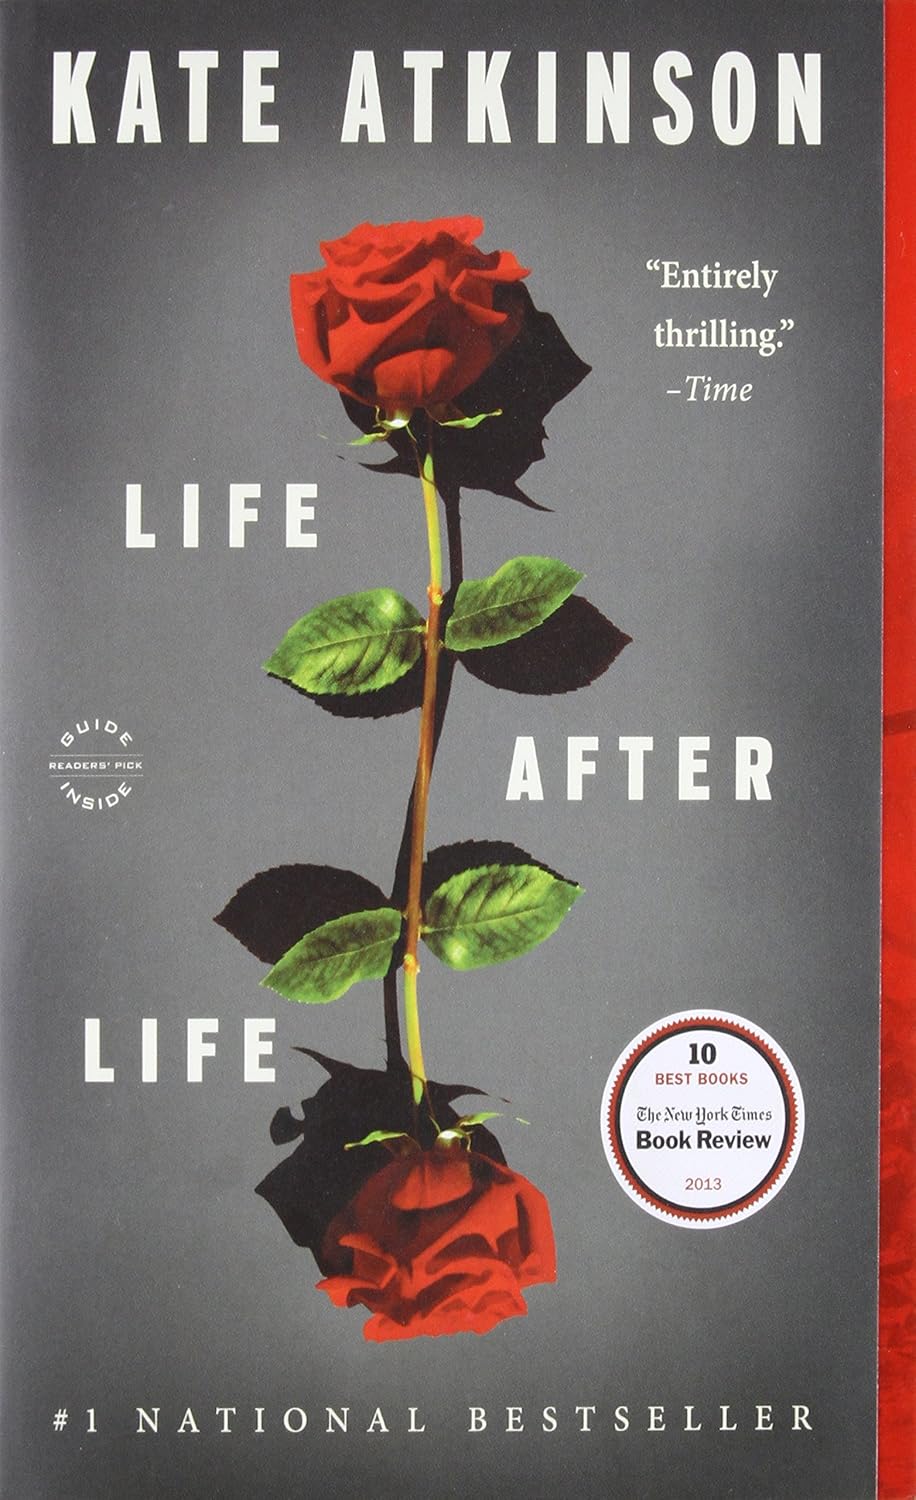 KATE ATKINSON
“Entirely
thrilling.”
–Time
LIFE
GUIDE
READERS’ PICK
INSIDE
AFTER
LIFE
10
BEST BOOKS
The New York Times
Book Review
2013
#1 NATIONAL BESTSELLER